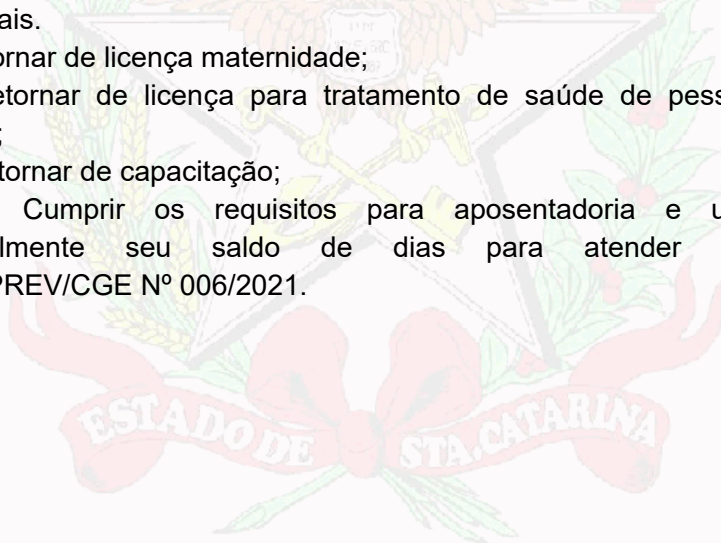 ais.
ornar de licença maternidade;
etornar de licença para tratamento de saúde de pess
;
tornar de capacitação;
Cumprir os requisitos para aposentadoria e u
lmente seu saldo de dias para atender
PREV/CGE Nº 006/2021.
ESTADO DE STA. CATARINA